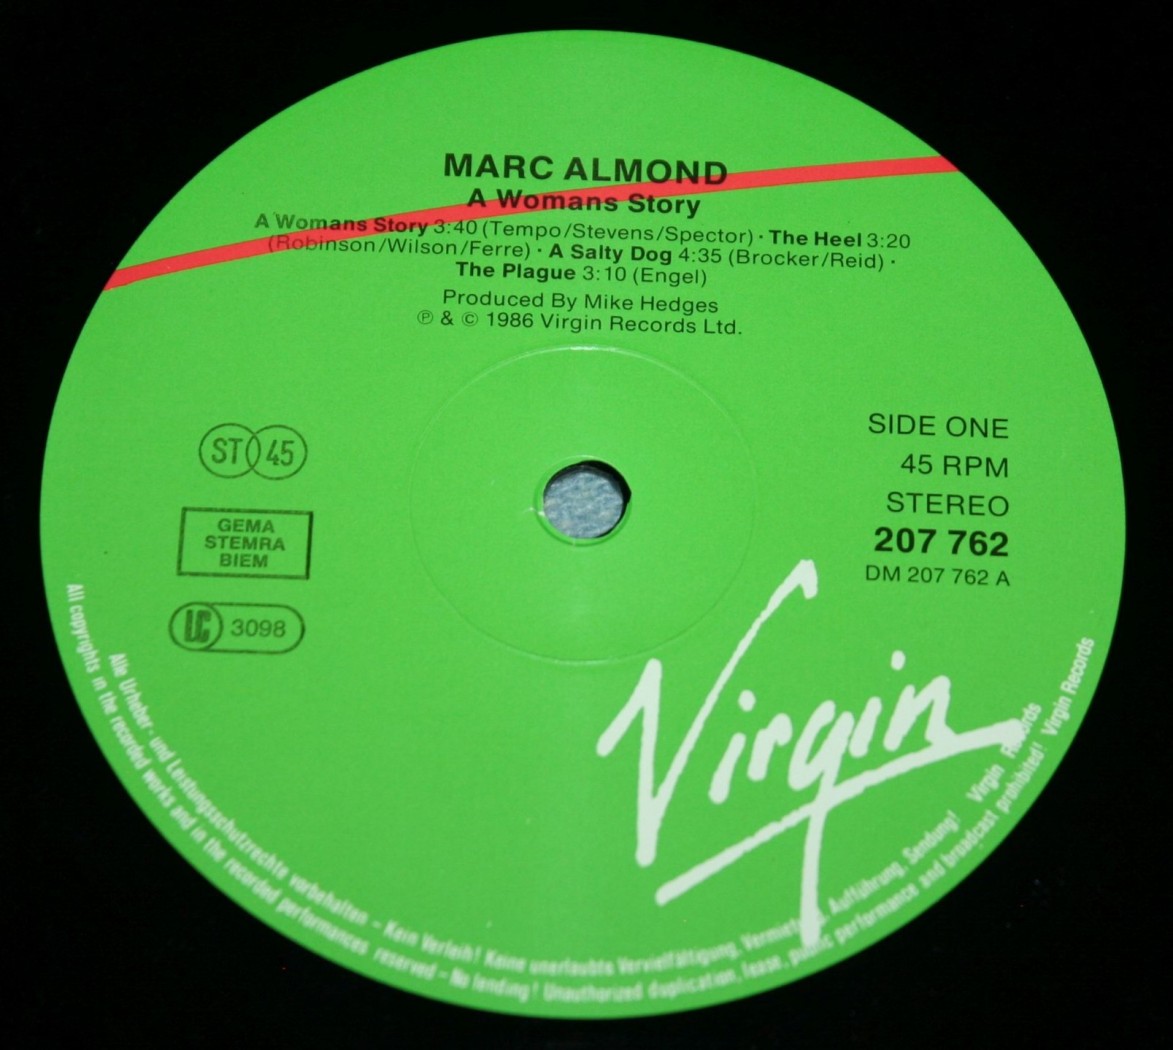 MARC ALMOND
A Womans Story
A Womans Story 3:40 (Tempo/Stevens/Spector) · The Heel 3:20
(Robinson/Wilson/Ferre) · A Salty Dog 4:35 (Brocker/Reid) ·
The Plague 3:10 (Engel)
Produced By Mike Hedges
℗ & © 1986 Virgin Records Ltd.
ST 45
GEMA
STEMRA
BIEM
LC 3098
SIDE ONE
45 RPM
STEREO
207 762
DM 207 762 A
Virgin
Alle Urheber- und Leistungsschutzrechte vorbehalten – Kein Verleih! Keine unerlaubte Vervielfältigung, Aufführung, Sendung! Virgin Records
All copyrights in the recorded works and in the recorded performances reserved – No lending! Unauthorized duplication, lease, public performance and broadcast prohibited! Virgin Records